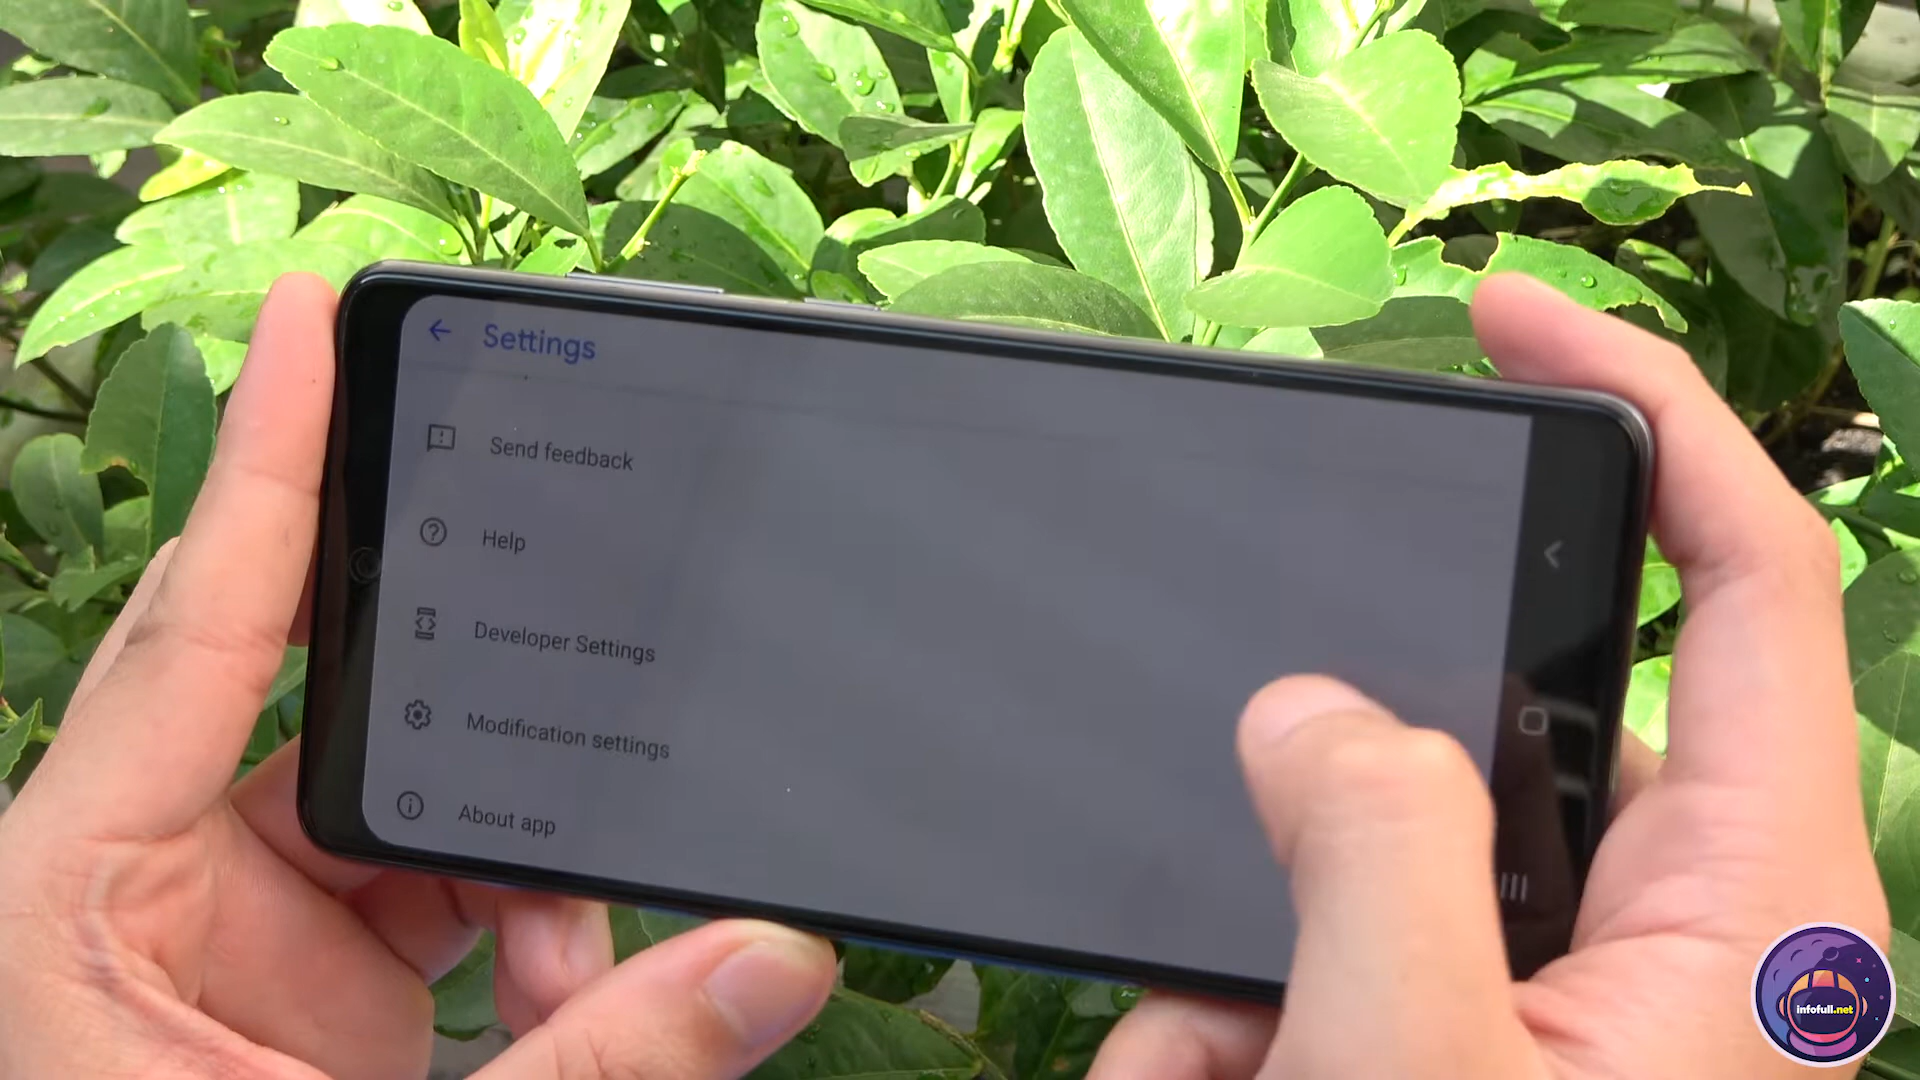 Settings
Send feedback
Help
Developer Settings
Modification settings
About app
infofull.net